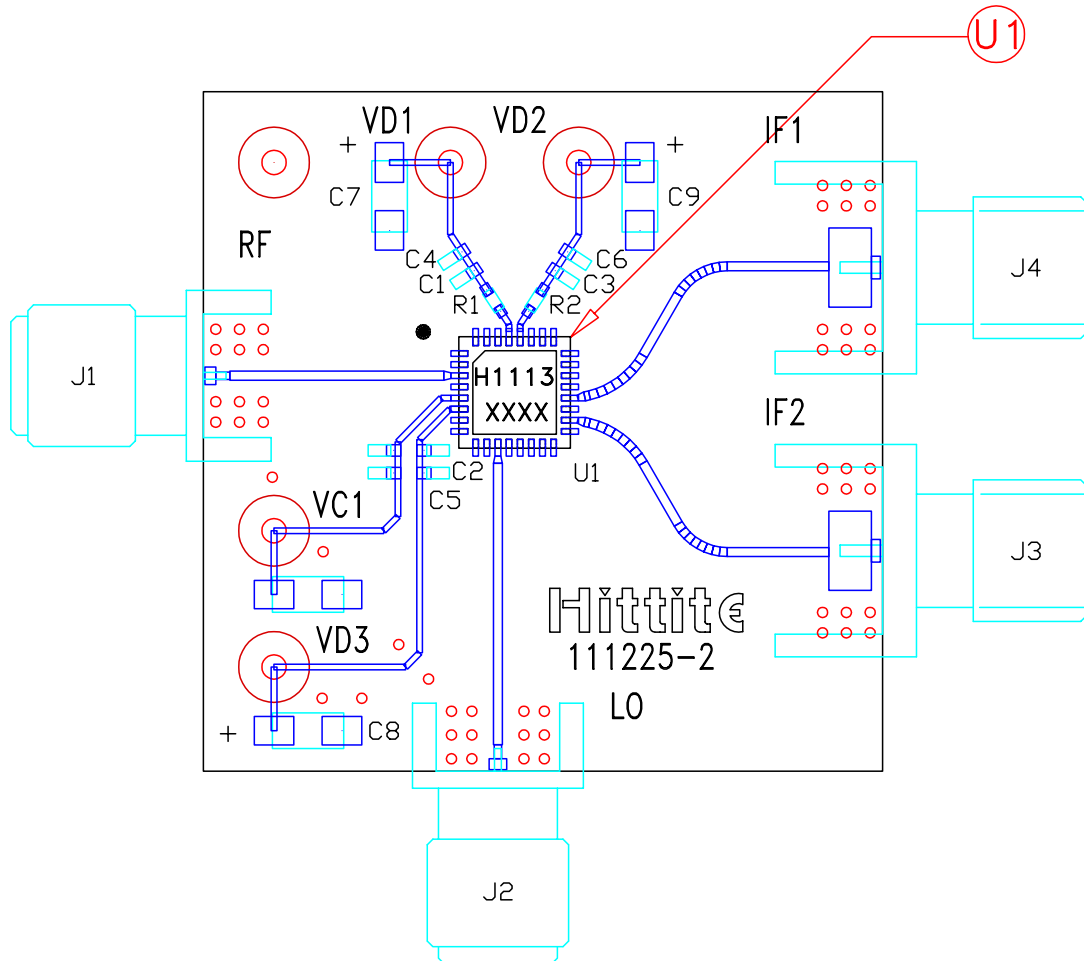 U1
VD1
VD2
IF1
+
+
C7
C9
RF
C4
C6
C1
C3
J4
R1
R2
J1
H1113
XXXX
IF2
C2
U1
C5
VC1
J3
Hittite
VD3
111225-2
LO
+
C8
J2